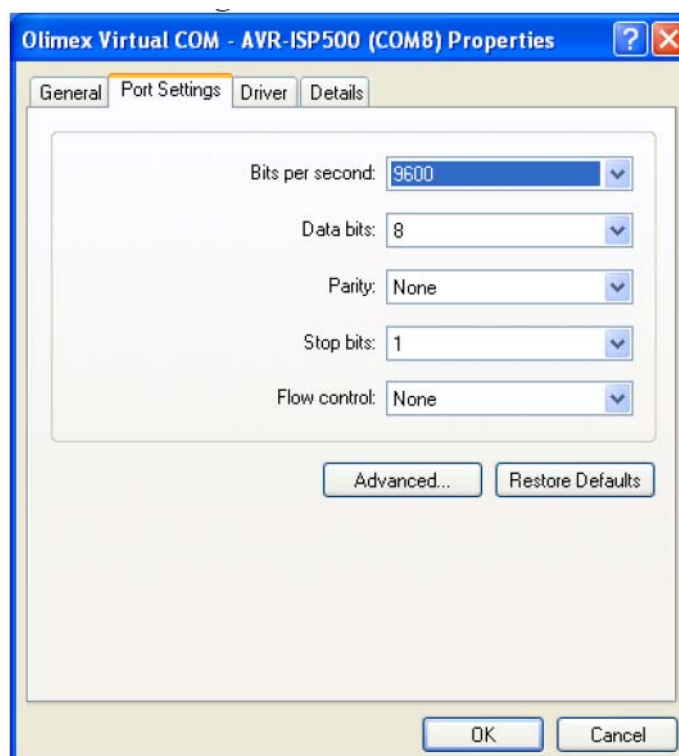 Olimex Virtual COM - AVR-ISP500 (COM8) Properties
General Port Settings Driver Details
Bits per second: 9600
Data bits: 8
Parity: None
Stop bits: 1
Flow control: None
Advanced... Restore Defaults
OK Cancel